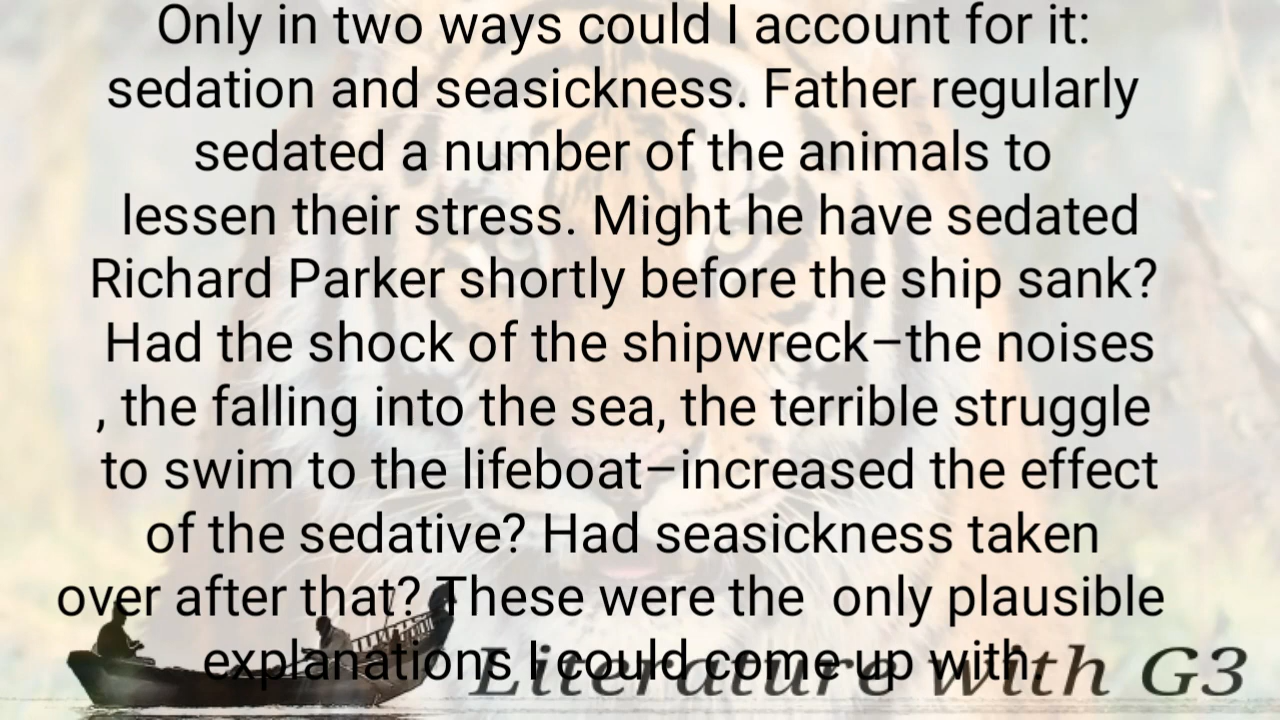 Only in two ways could I account for it:
sedation and seasickness. Father regularly
sedated a number of the animals to
lessen their stress. Might he have sedated
Richard Parker shortly before the ship sank?
Had the shock of the shipwreck–the noises
, the falling into the sea, the terrible struggle
to swim to the lifeboat–increased the effect
of the sedative? Had seasickness taken
over after that? These were the  only plausible
explanations I could come up with.
Literature with G3